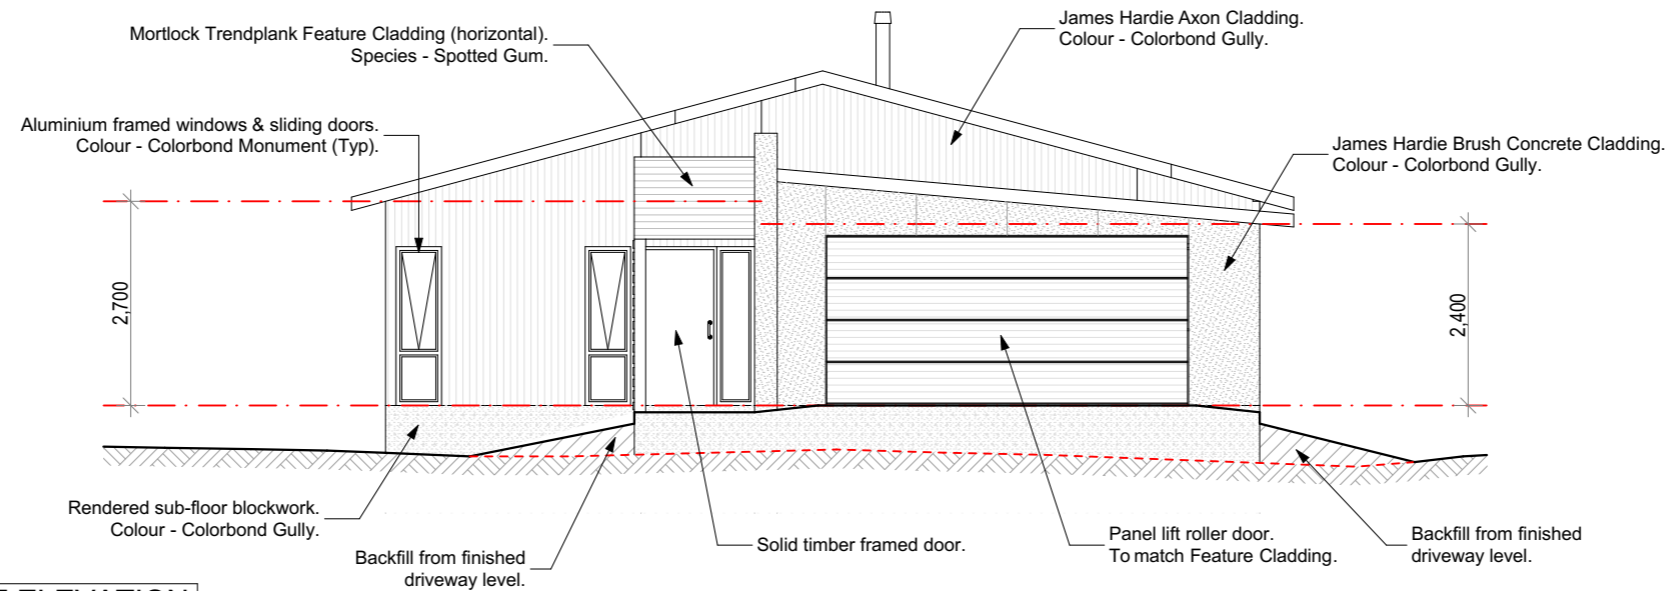 Mortlock Trendplank Feature Cladding (horizontal).
Species - Spotted Gum.
James Hardie Axon Cladding.
Colour - Colorbond Gully.
Aluminium framed windows & sliding doors.
Colour - Colorbond Monument (Typ).
James Hardie Brush Concrete Cladding.
Colour - Colorbond Gully.
2,700
2,400
Rendered sub-floor blockwork.
Colour - Colorbond Gully.
Backfill from finished
driveway level.
Solid timber framed door.
Panel lift roller door.
To match Feature Cladding.
Backfill from finished
driveway level.
ELEVATION